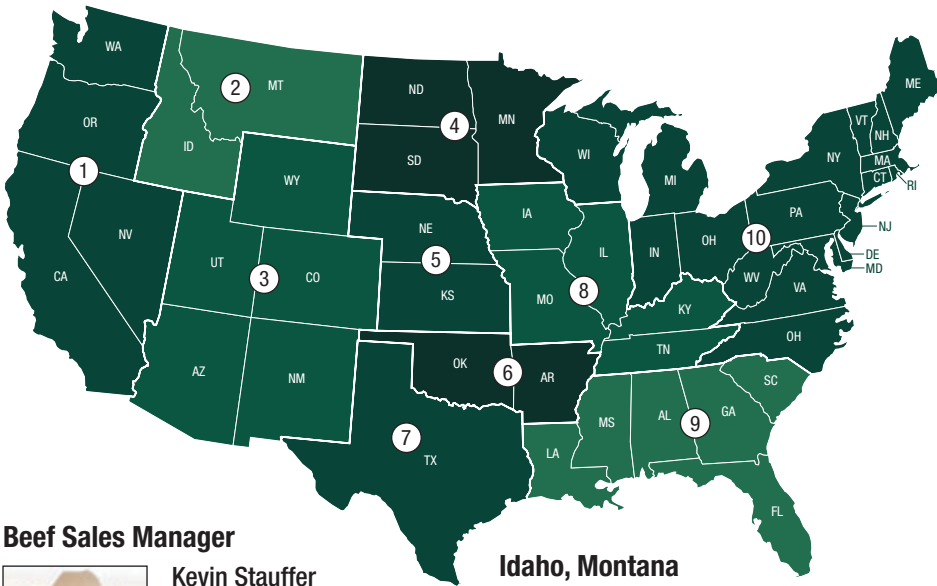 WA
OR
CA
NV
1
ID
MT
2
WY
UT
CO
AZ
NM
3
ND
SD
MN
4
NE
KS
5
OK
AR
6
TX
7
WI
IA
IL
MO
KY
TN
8
LA
MS
AL
GA
SC
FL
9
MI
IN
OH
10
WV
VA
OH
PA
NY
VT
NH
ME
MA
CT
RI
NJ
DE
MD
Beef Sales Manager
Kevin Stauffer
Idaho, Montana